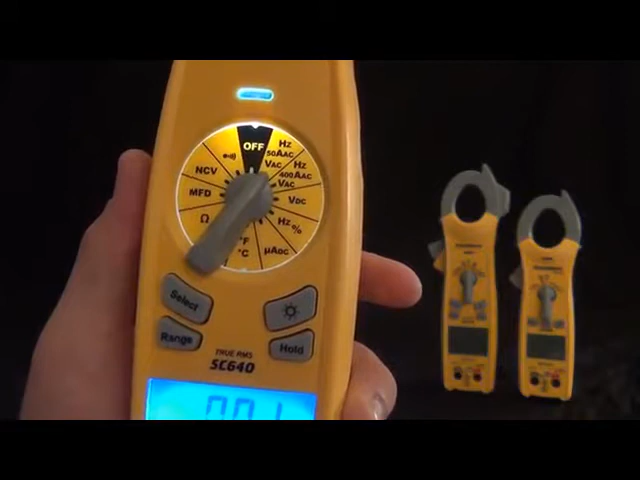 OFF
Hz
50AAC
VAC
Hz
400AAC
VAC
VDC
Hz%
µADC
°F
°C
Ω
MFD
NCV
Select
Range
Hold
TRUE RMS
SC640